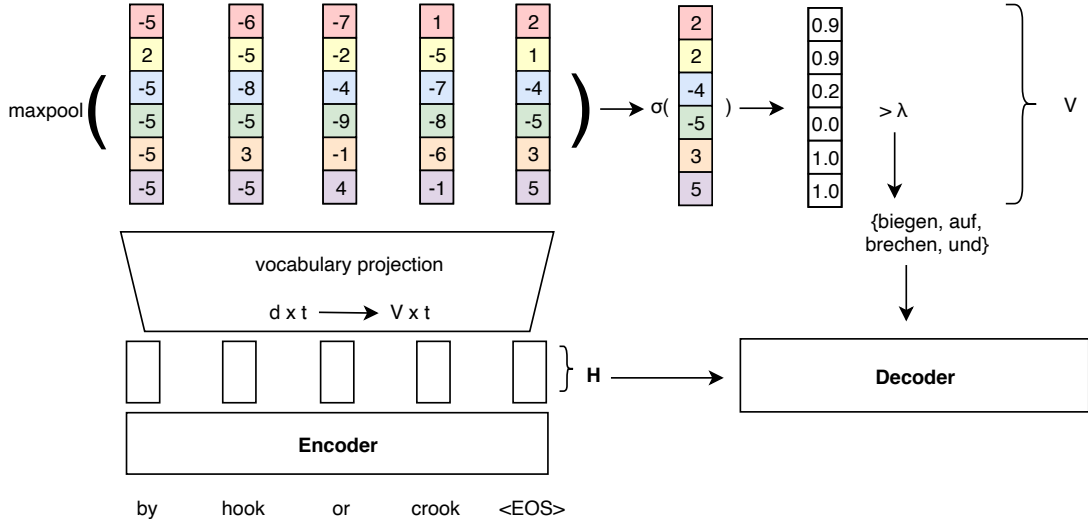 -5 -6 -7 1 2 2 0.9
2 -5 -2 -5 1 2 0.9
-5 -8 -4 -7 -4 -4 0.2
maxpool ( ) σ( ) > λ V
-5 -5 -9 -8 -5 -5 0.0
-5 3 -1 -6 3 3 1.0
-5 -5 4 -1 5 5 1.0
{biegen, auf,
brechen, und}
vocabulary projection
d x t V x t
H
Decoder
Encoder
by hook or crook <EOS>